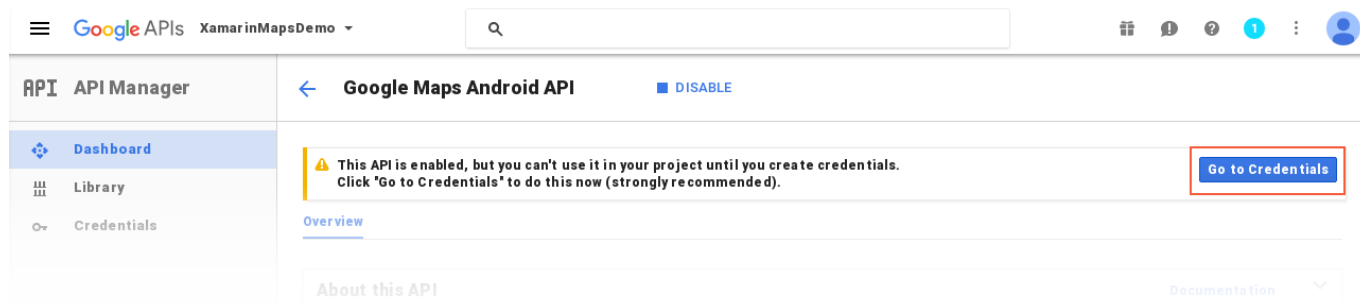 Google APIs XamarinMapsDemo 1
API API Manager
Google Maps Android API DISABLE
Dashboard
Library
Credentials
This API is enabled, but you can't use it in your project until you create credentials.
Click "Go to Credentials" to do this now (strongly recommended).
Go to Credentials
Overview
About this API Documentation